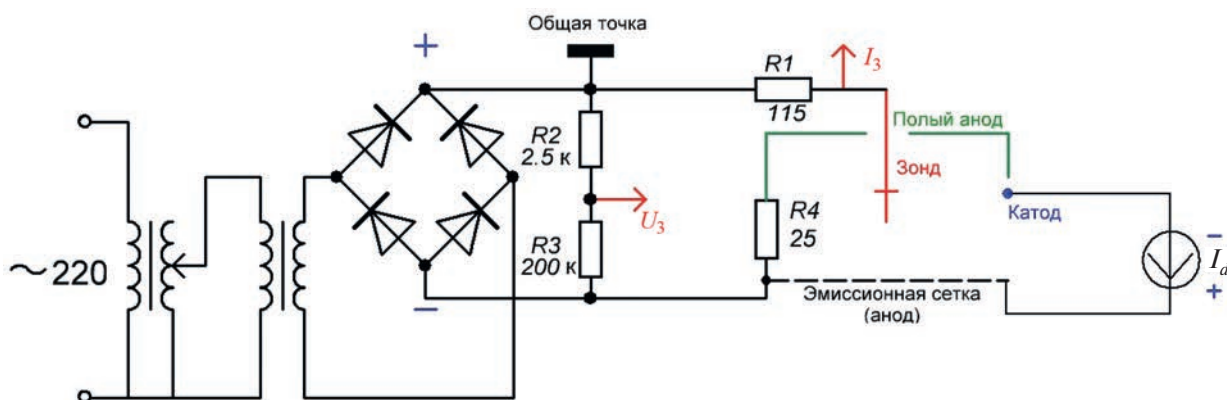 Общая точка
+
R1
115
I₃
Полый анод
R2
2.5 к
Зонд
U₃
R4
25
Катод
R3
200 к
~220
−
Эмиссионная сетка
(анод)
−
I_d
+